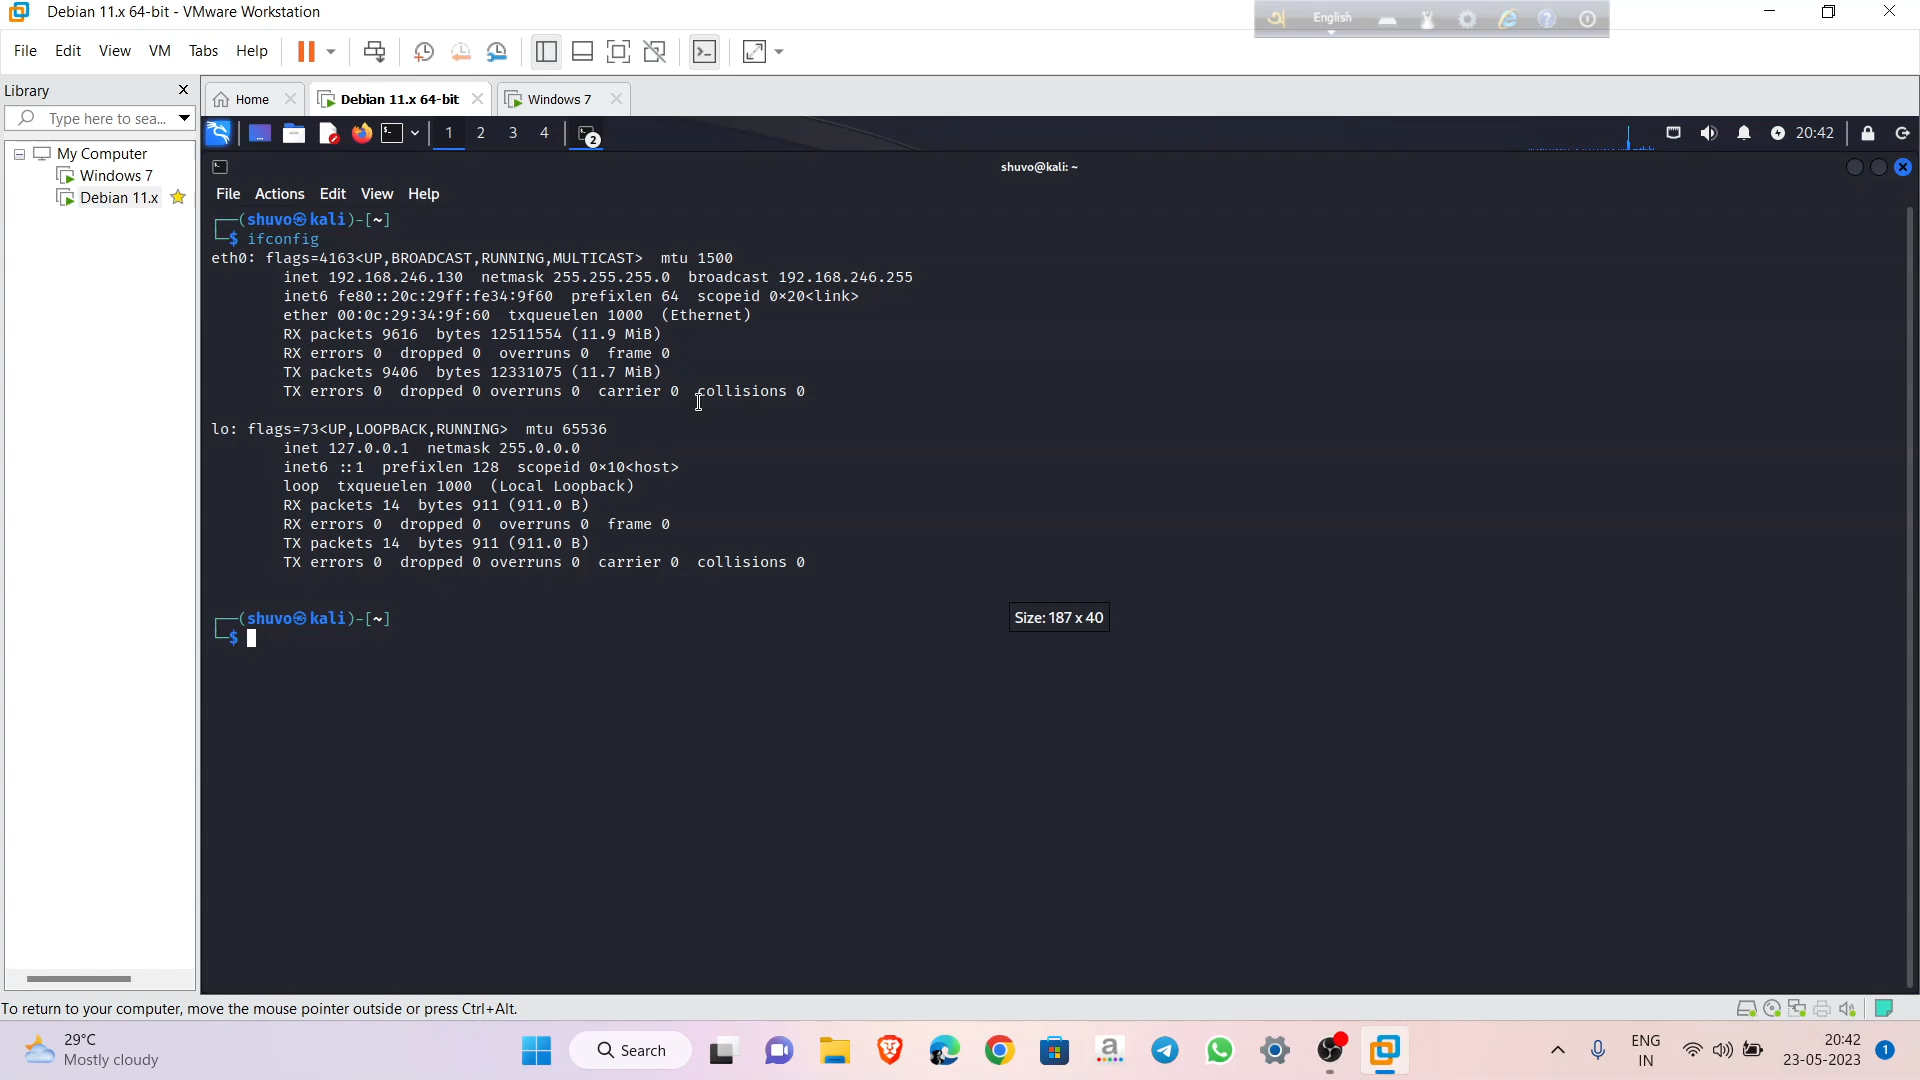 Debian 11.x 64-bit - VMware Workstation
English
File Edit View VM Tabs Help
Library
Type here to sea...
My Computer
Windows 7
Debian 11.x
Home
Debian 11.x 64-bit
Windows 7
1 2 3 4 2
20:42
shuvo@kali: ~
File Actions Edit View Help
┌──(shuvo㉿kali)-[~]
└─$ ifconfig
eth0: flags=4163<UP,BROADCAST,RUNNING,MULTICAST>  mtu 1500
inet 192.168.246.130  netmask 255.255.255.0  broadcast 192.168.246.255
inet6 fe80::20c:29ff:fe34:9f60  prefixlen 64  scopeid 0×20<link>
ether 00:0c:29:34:9f:60  txqueuelen 1000  (Ethernet)
RX packets 9616  bytes 12511554 (11.9 MiB)
RX errors 0  dropped 0  overruns 0  frame 0
TX packets 9406  bytes 12331075 (11.7 MiB)
TX errors 0  dropped 0 overruns 0  carrier 0  collisions 0
lo: flags=73<UP,LOOPBACK,RUNNING>  mtu 65536
inet 127.0.0.1  netmask 255.0.0.0
inet6 ::1  prefixlen 128  scopeid 0×10<host>
loop  txqueuelen 1000  (Local Loopback)
RX packets 14  bytes 911 (911.0 B)
RX errors 0  dropped 0  overruns 0  frame 0
TX packets 14  bytes 911 (911.0 B)
TX errors 0  dropped 0 overruns 0  carrier 0  collisions 0
┌──(shuvo㉿kali)-[~]
└─$
Size: 187 x 40
To return to your computer, move the mouse pointer outside or press Ctrl+Alt.
29°C
Mostly cloudy
Search
ENG
IN
20:42
23-05-2023
1